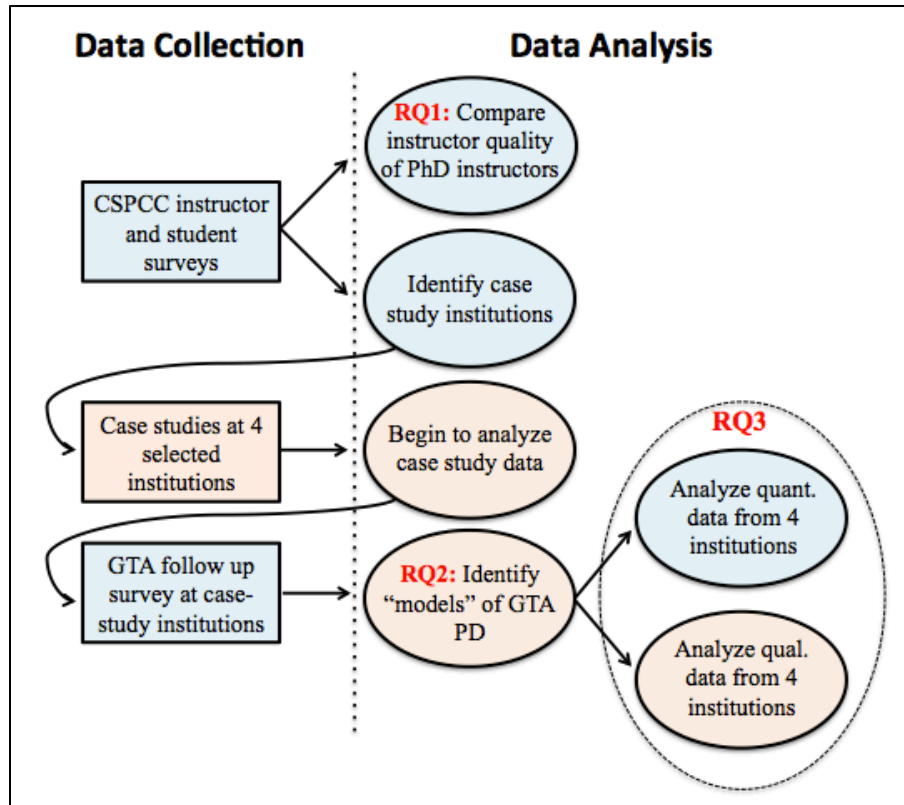 Data Collection
Data Analysis
RQ1: Compare
instructor quality
of PhD instructors
CSPCC instructor
and student
surveys
Identify case
study institutions
Case studies at 4
selected
institutions
Begin to analyze
case study data
RQ3
Analyze quant.
data from 4
institutions
GTA follow up
survey at case-
study institutions
RQ2: Identify
“models” of GTA
PD
Analyze qual.
data from 4
institutions